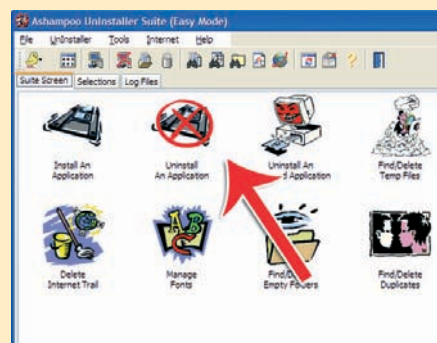 Ashampoo UnInstaller Suite (Easy Mode)
File UnInstaller Tools Internet Help
Suite Screen Selections Log Files
Install An
Application
Uninstall
An Application
Uninstall An
d Application
Find/Delete
Temp Files
Delete
Internet Trail
Manage
Fonts
Find/D
Empty Folders
Find/Delete
Duplicates